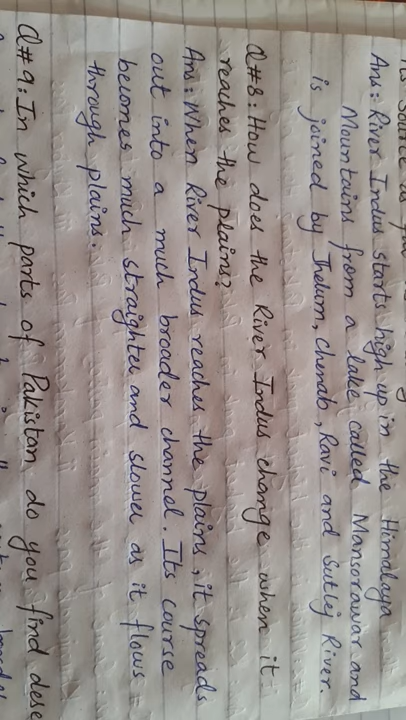 Ans: River Indus starts high up in the Himalaya
Mountains from a lake called Mansorawar and
is joined by Jhelum, Chenab, Ravi and Sutlej River.
Q#8: How does the River Indus change when it
reaches the plains?
Ans: When River Indus reaches the plains, it spreads
out into a much broader channel. Its course
becomes much straighter and slower as it flows
through plains.
Q#9: In which parts of Pakistan do you find dese